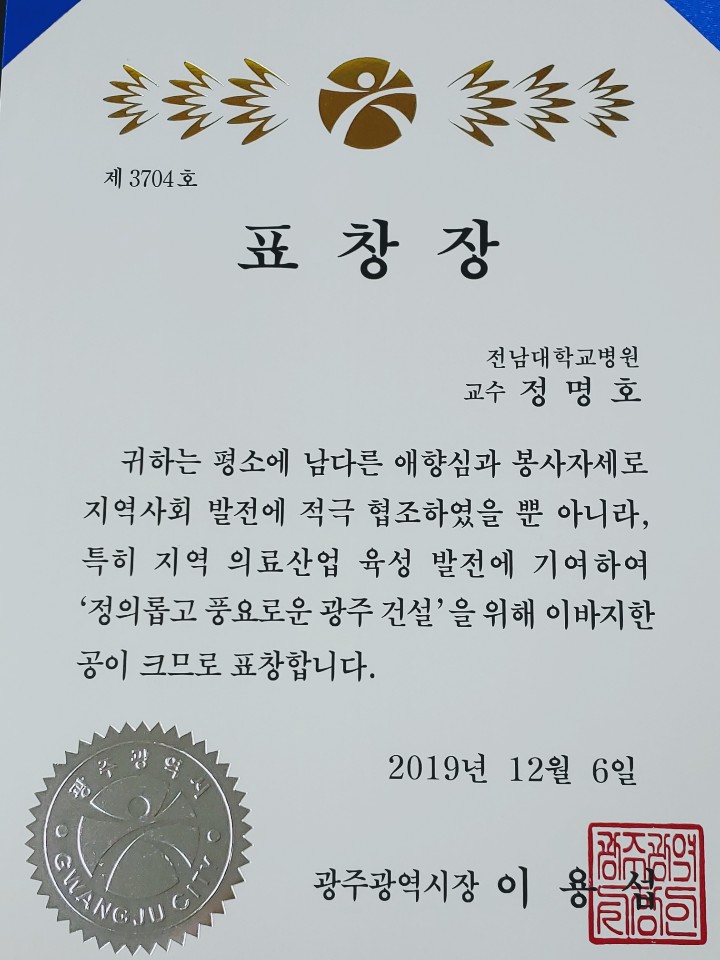 제 3704 호
표 창 장
전남대학교병원
교수 정 명 호
귀하는 평소에 남다른 애향심과 봉사자세로
지역사회 발전에 적극 협조하였을 뿐 아니라,
특히 지역 의료산업 육성 발전에 기여하여
‘정의롭고 풍요로운 광주 건설’을 위해 이바지한
공이 크므로 표창합니다.
2019년 12월 6일
광주광역시장 이 용 섭
광주광역시
GWANGJU CITY
광주광역
시장인